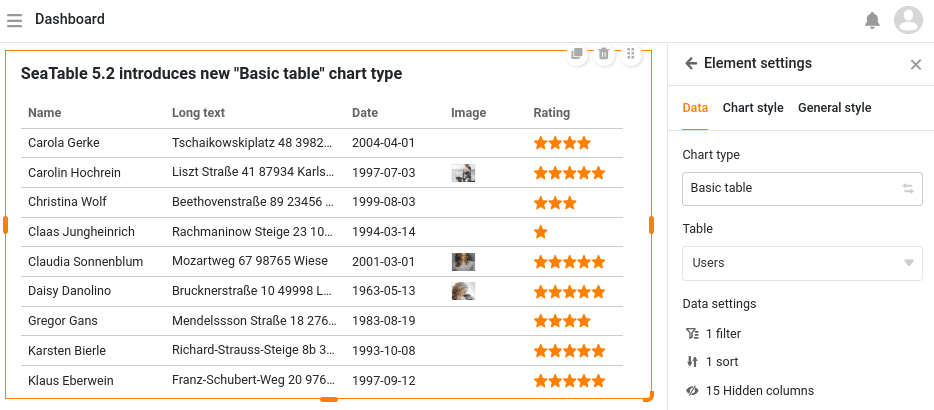 Dashboard
SeaTable 5.2 introduces new "Basic table" chart type
Name Long text Date Image Rating
Carola Gerke Tschaikowskiplatz 48 3982... 2004-04-01
Carolin Hochrein Liszt Straße 41 87934 Karls... 1997-07-03
Christina Wolf Beethovenstraße 89 23456 ... 1999-08-03
Claas Jungheinrich Rachmaninow Steige 23 10... 1994-03-14
Claudia Sonnenblum Mozartweg 67 98765 Wiese 2001-03-01
Daisy Danolino Brucknerstraße 10 49998 L... 1963-05-13
Gregor Gans Mendelssson Straße 18 276... 1983-08-19
Karsten Bierle Richard-Strauss-Steige 8b 3... 1993-10-08
Klaus Eberwein Franz-Schubert-Weg 20 976... 1997-09-12
Element settings
Data Chart style General style
Chart type
Basic table
Table
Users
Data settings
1 filter
1 sort
15 Hidden columns